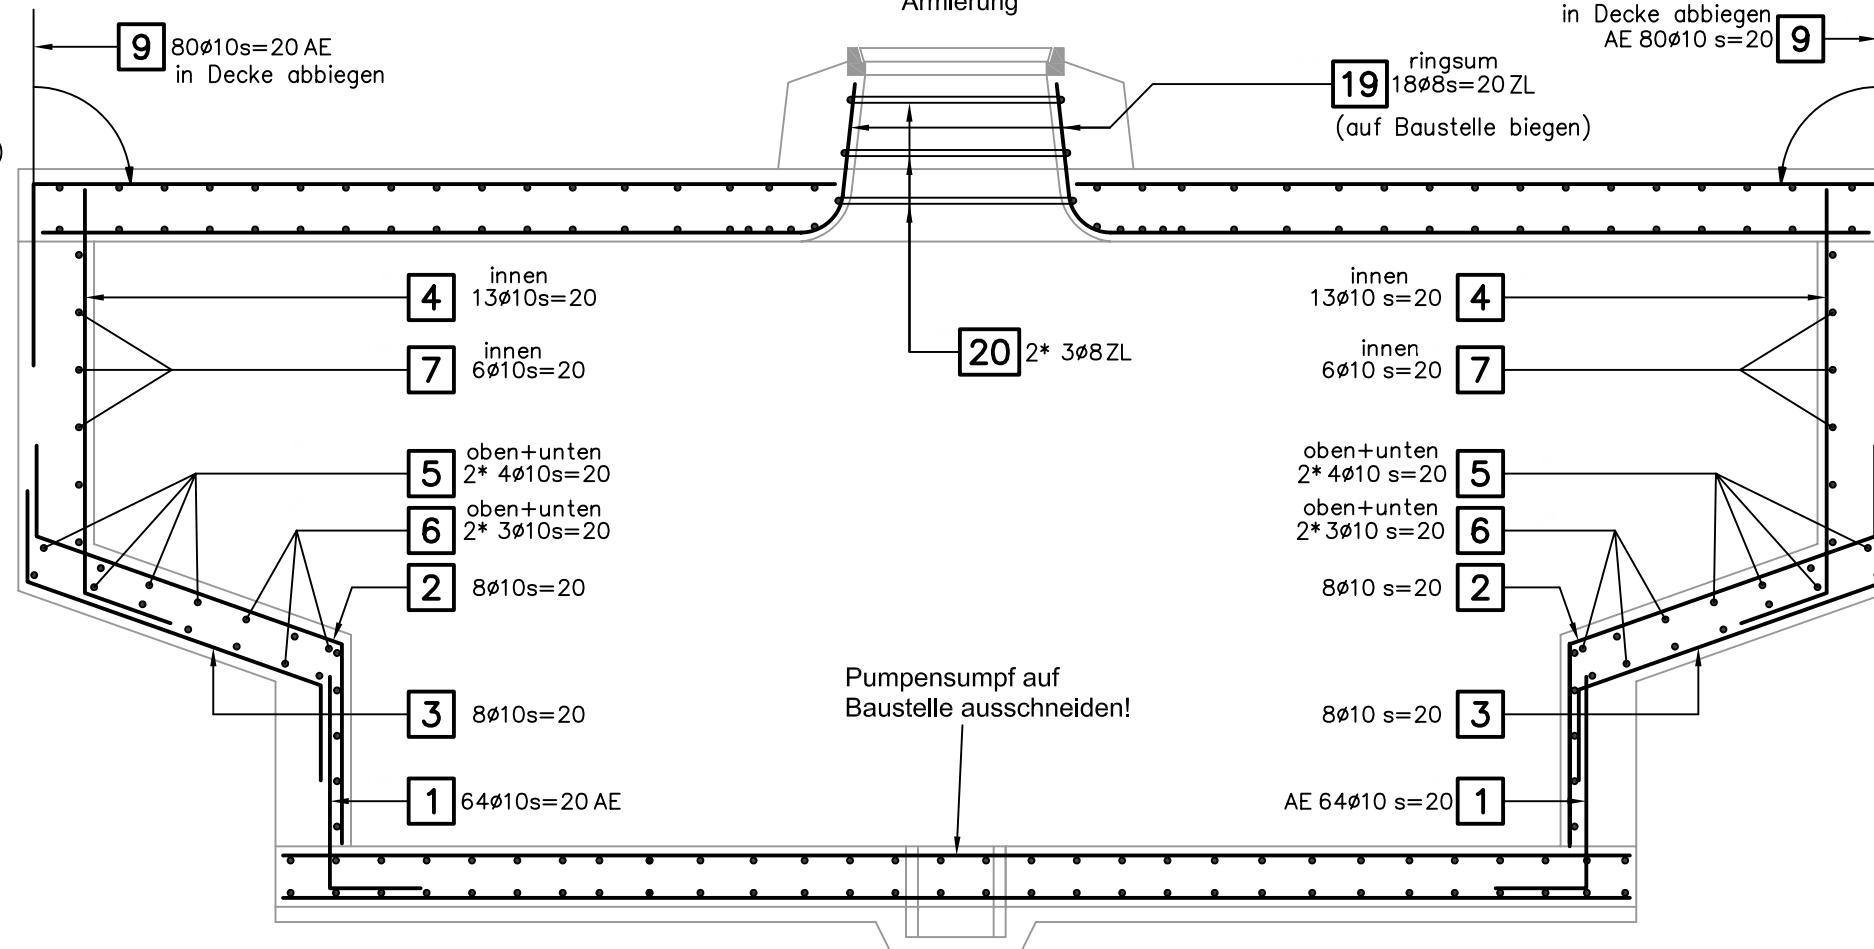 Armierung
in Decke abbiegen
AE 80ø10 s=20 9
9 80ø10s=20 AE
in Decke abbiegen
ringsum
19 18ø8s=20 ZL
(auf Baustelle biegen)
)
innen
4 13ø10s=20
innen
13ø10 s=20 4
innen
7 6ø10s=20
20 2* 3ø8 ZL
innen
6ø10 s=20 7
oben+unten
5 2* 4ø10s=20
oben+unten
2* 4ø10 s=20 5
oben+unten
6 2* 3ø10s=20
oben+unten
2* 3ø10 s=20 6
2 8ø10s=20
8ø10 s=20 2
Pumpensumpf auf
Baustelle ausschneiden!
3 8ø10s=20
8ø10 s=20 3
1 64ø10s=20 AE
AE 64ø10 s=20 1